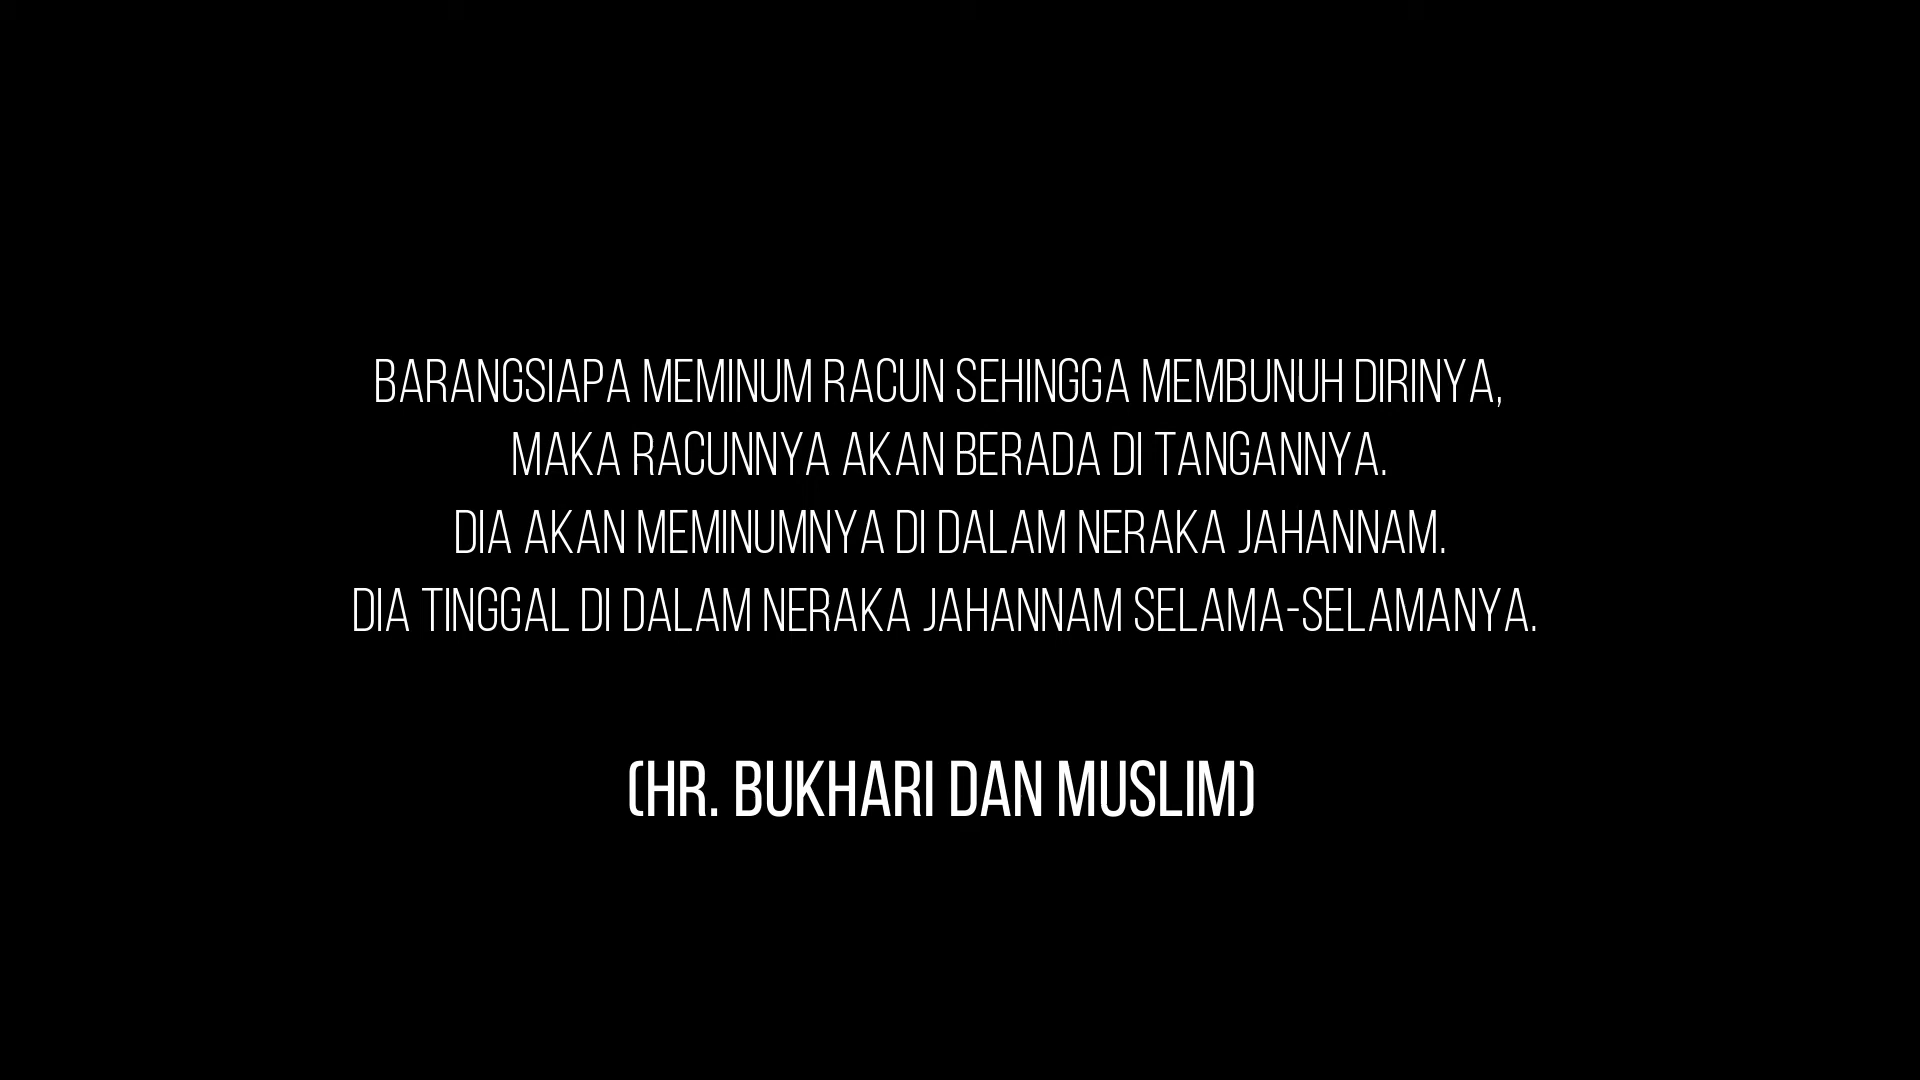 BARANGSIAPA MEMINUM RACUN SEHINGGA MEMBUNUH DIRINYA,
MAKA RACUNNYA AKAN BERADA DI TANGANNYA.
DIA AKAN MEMINUMNYA DI DALAM NERAKA JAHANNAM.
DIA TINGGAL DI DALAM NERAKA JAHANNAM SELAMA-SELAMANYA.
(HR. BUKHARI DAN MUSLIM)